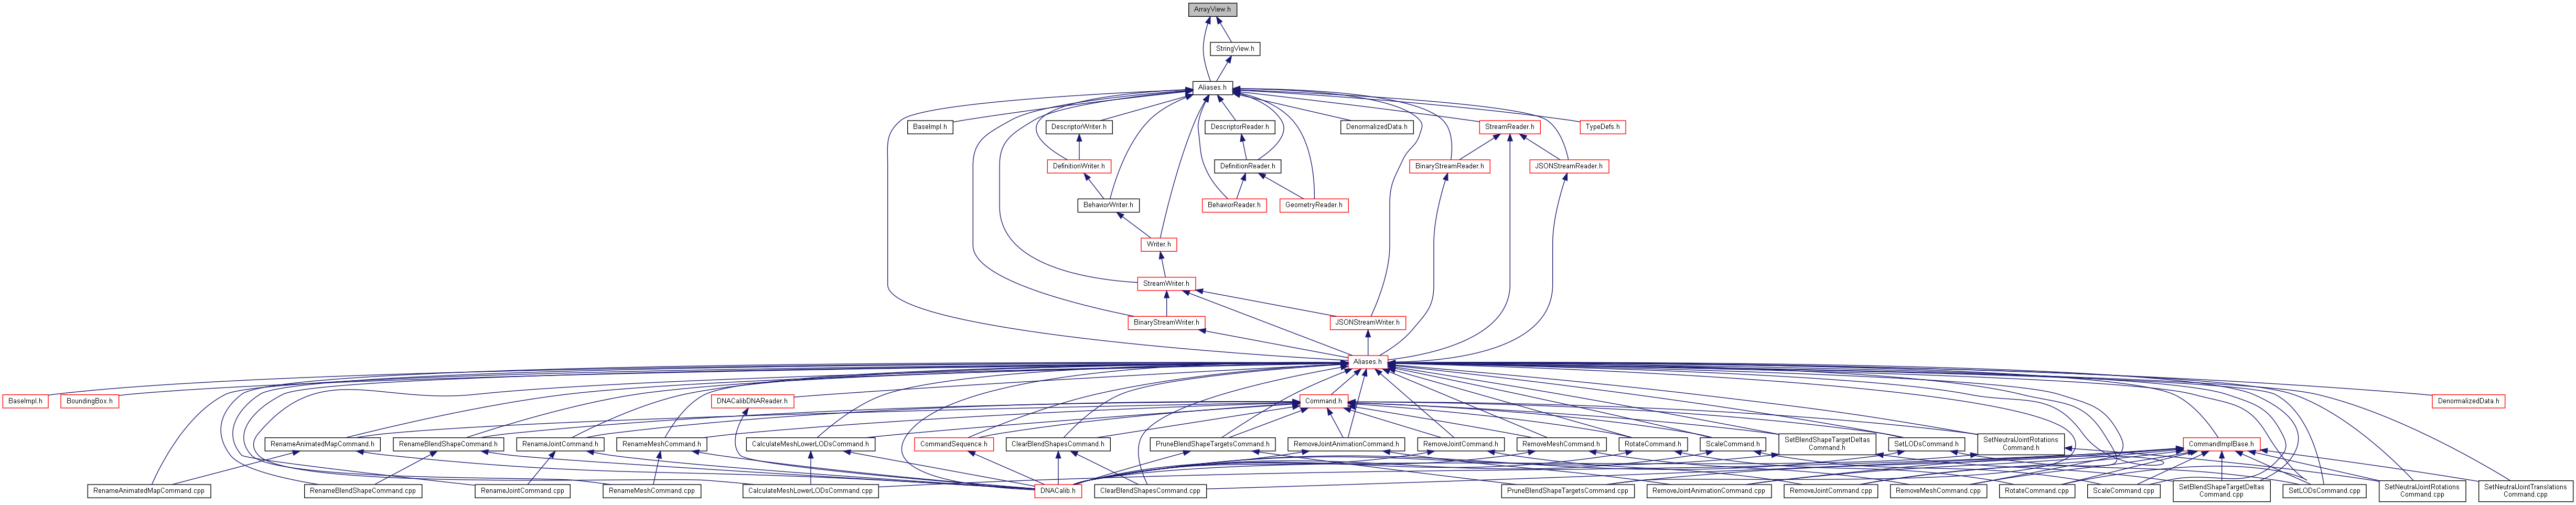 ArrayView.h
StringView.h
Aliases.h
BaseImpl.h
DescriptorWriter.h
DescriptorReader.h
DenormalizedData.h
StreamReader.h
TypeDefs.h
DefinitionWriter.h
DefinitionReader.h
BinaryStreamReader.h
JSONStreamReader.h
BehaviorWriter.h
BehaviorReader.h
GeometryReader.h
Writer.h
StreamWriter.h
BinaryStreamWriter.h
JSONStreamWriter.h
Aliases.h
BaseImpl.h
BoundingBox.h
DNACalibDNAReader.h
Command.h
DenormalizedData.h
RenameAnimatedMapCommand.h
RenameBlendShapeCommand.h
RenameJointCommand.h
RenameMeshCommand.h
CalculateMeshLowerLODsCommand.h
CommandSequence.h
ClearBlendShapesCommand.h
PruneBlendShapeTargetsCommand.h
RemoveJointAnimationCommand.h
RemoveJointCommand.h
RemoveMeshCommand.h
RotateCommand.h
ScaleCommand.h
SetBlendShapeTargetDeltas
Command.h
SetLODsCommand.h
SetNeutralJointRotations
Command.h
CommandImplBase.h
RenameAnimatedMapCommand.cpp
RenameBlendShapeCommand.cpp
RenameJointCommand.cpp
RenameMeshCommand.cpp
CalculateMeshLowerLODsCommand.cpp
DNACalib.h
ClearBlendShapesCommand.cpp
PruneBlendShapeTargetsCommand.cpp
RemoveJointAnimationCommand.cpp
RemoveJointCommand.cpp
RemoveMeshCommand.cpp
RotateCommand.cpp
ScaleCommand.cpp
SetBlendShapeTargetDeltas
Command.cpp
SetLODsCommand.cpp
SetNeutralJointRotations
Command.cpp
SetNeutralJointTranslations
Command.cpp